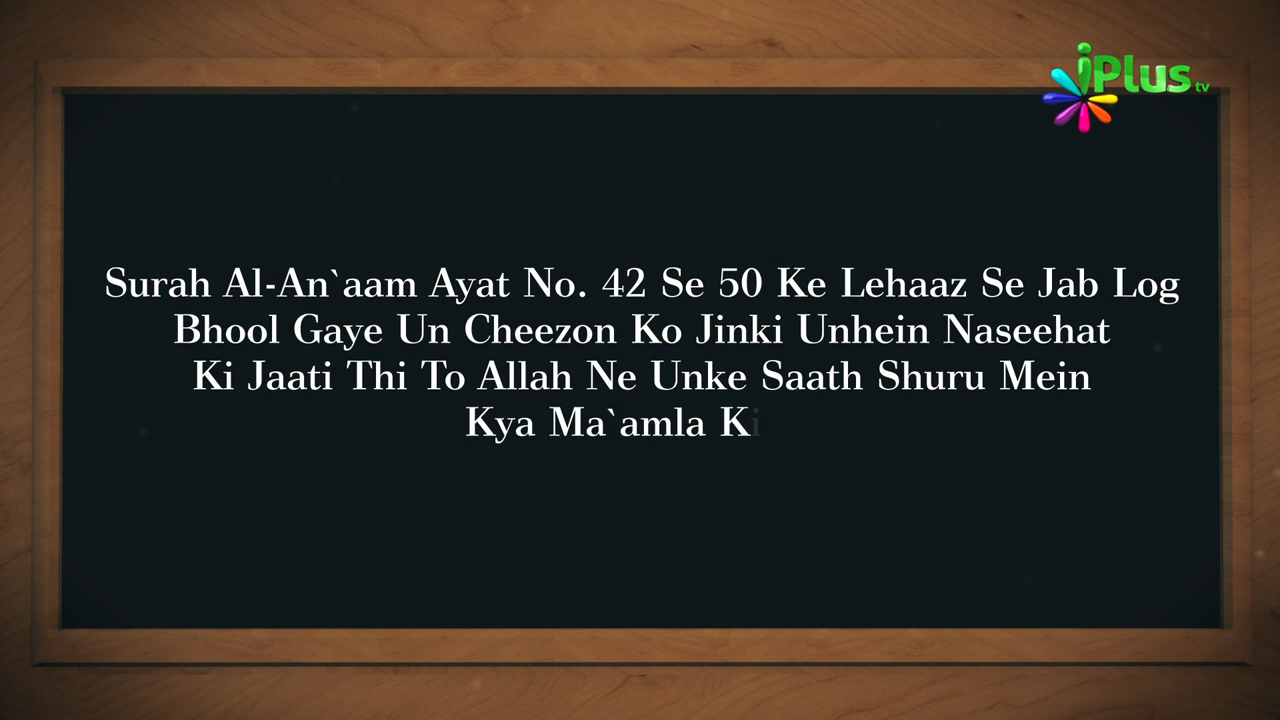 iPlus tv
Surah Al-An`aam Ayat No. 42 Se 50 Ke Lehaaz Se Jab Log
Bhool Gaye Un Cheezon Ko Jinki Unhein Naseehat
Ki Jaati Thi To Allah Ne Unke Saath Shuru Mein
Kya Ma`amla Ki